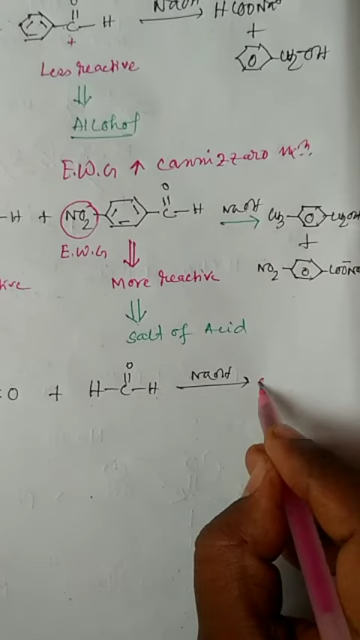 O
C – H NaOH HCOONa
+ +
CH2-OH
Less reactive
Alcohol
E.W.G ↑ cannizzaro
O
-H + NO2 C-H NaOH CH3 CH2OH
+
E.W.G NO2 COONa
More reactive
Salt of Acid
O
=O + H-C-H NaOH